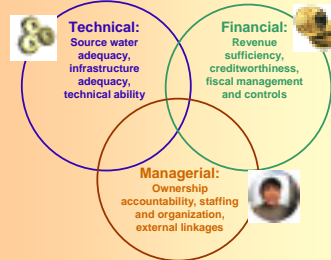 Technical:
Source water
adequacy,
infrastructure
adequacy,
technical ability
Financial:
Revenue
sufficiency,
creditworthiness,
fiscal management
and controls
Managerial:
Ownership
accountability, staffing
and organization,
external linkages